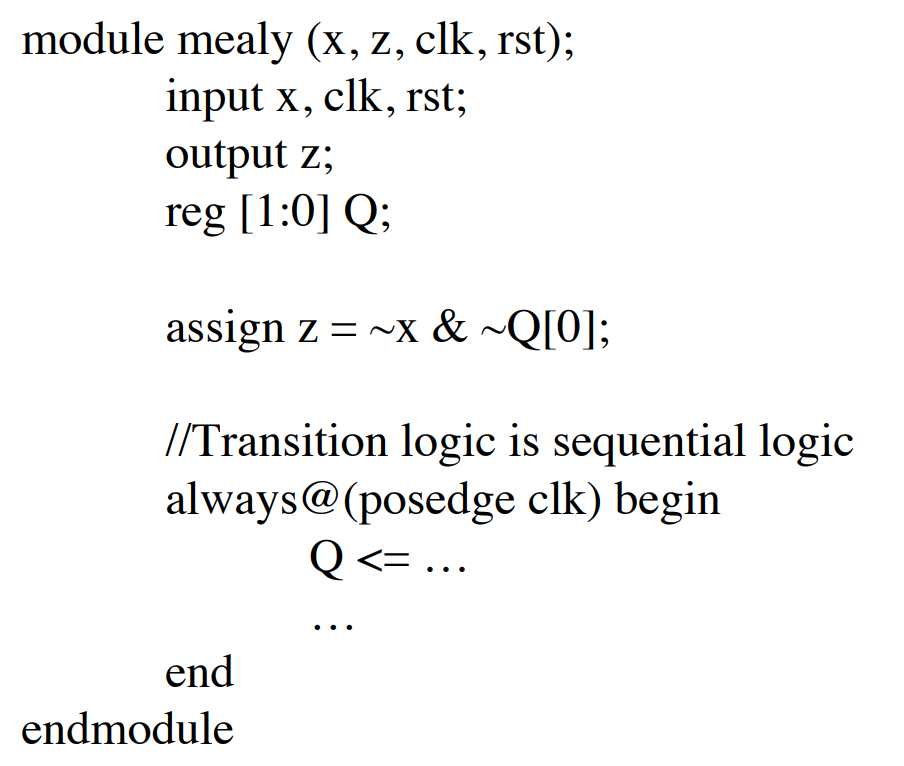 module mealy (x, z, clk, rst);
input x, clk, rst;
output z;
reg [1:0] Q;
assign z = ~x & ~Q[0];
//Transition logic is sequential logic
always@(posedge clk) begin
Q <= …
…
end
endmodule